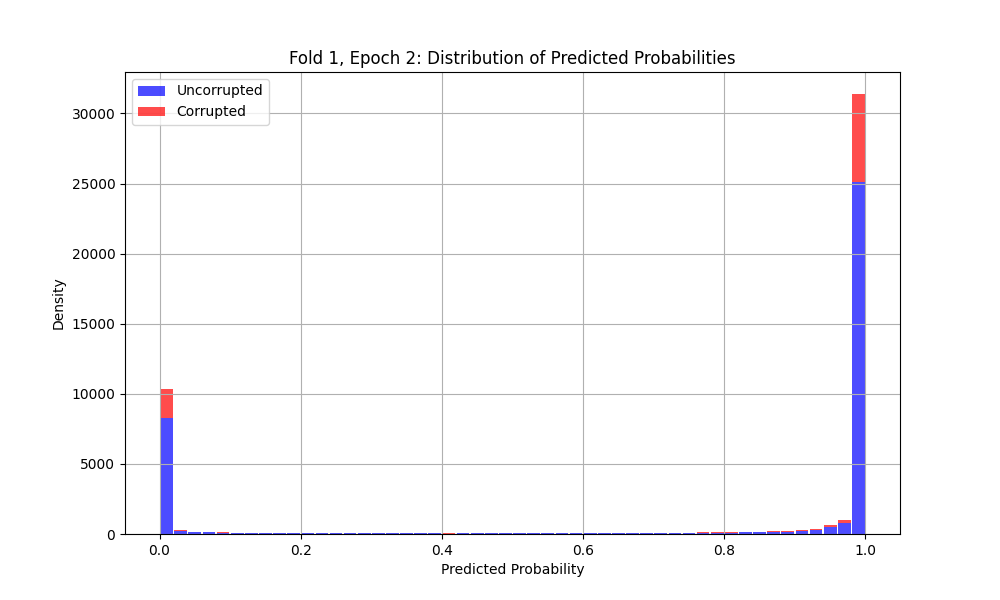 Fold 1, Epoch 2: Distribution of Predicted Probabilities
Uncorrupted
Corrupted
30000
25000
20000
15000
10000
5000
0
Density
0.0 0.2 0.4 0.6 0.8 1.0
Predicted Probability